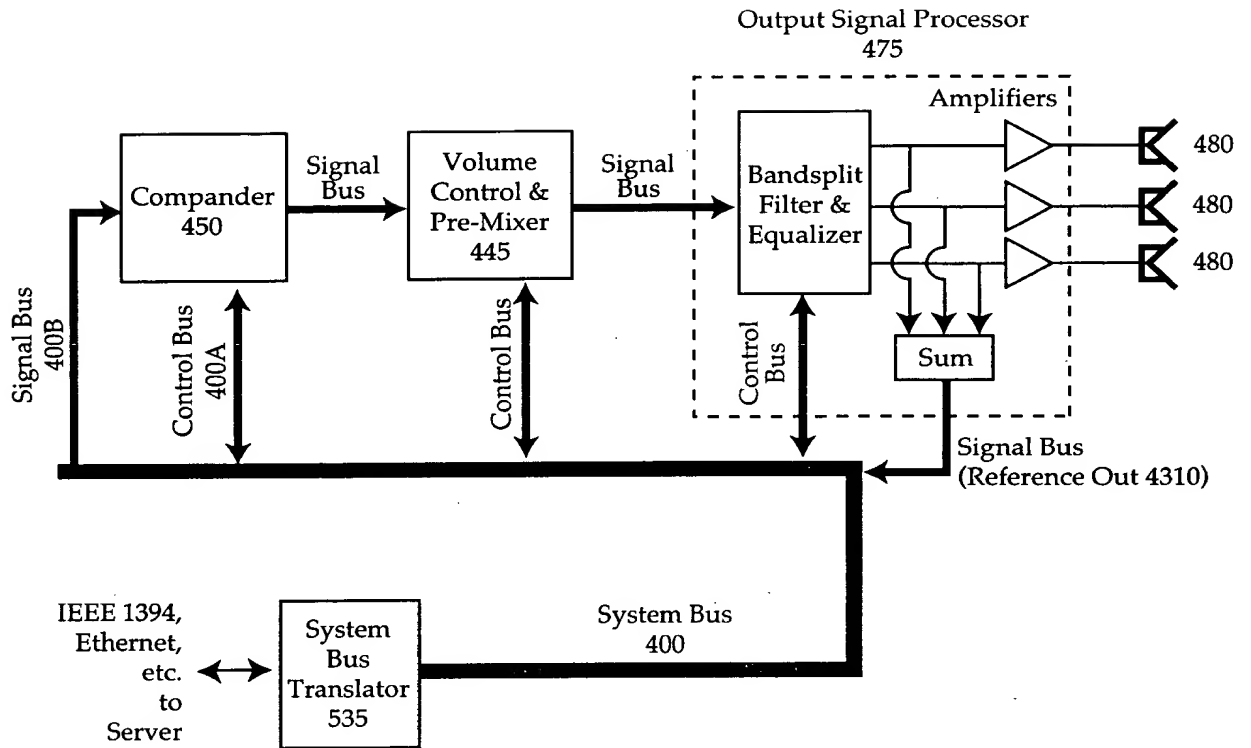 Output Signal Processor
475
Amplifiers
Compander
450
Signal
Bus
Volume
Control &
Pre-Mixer
445
Signal
Bus
Bandsplit
Filter &
Equalizer
480
480
480
Signal Bus
400B
Control Bus
400A
Control Bus
Control
Bus
Sum
Signal Bus
(Reference Out 4310)
IEEE 1394,
Ethernet,
etc.
to
Server
System
Bus
Translator
535
System Bus
400